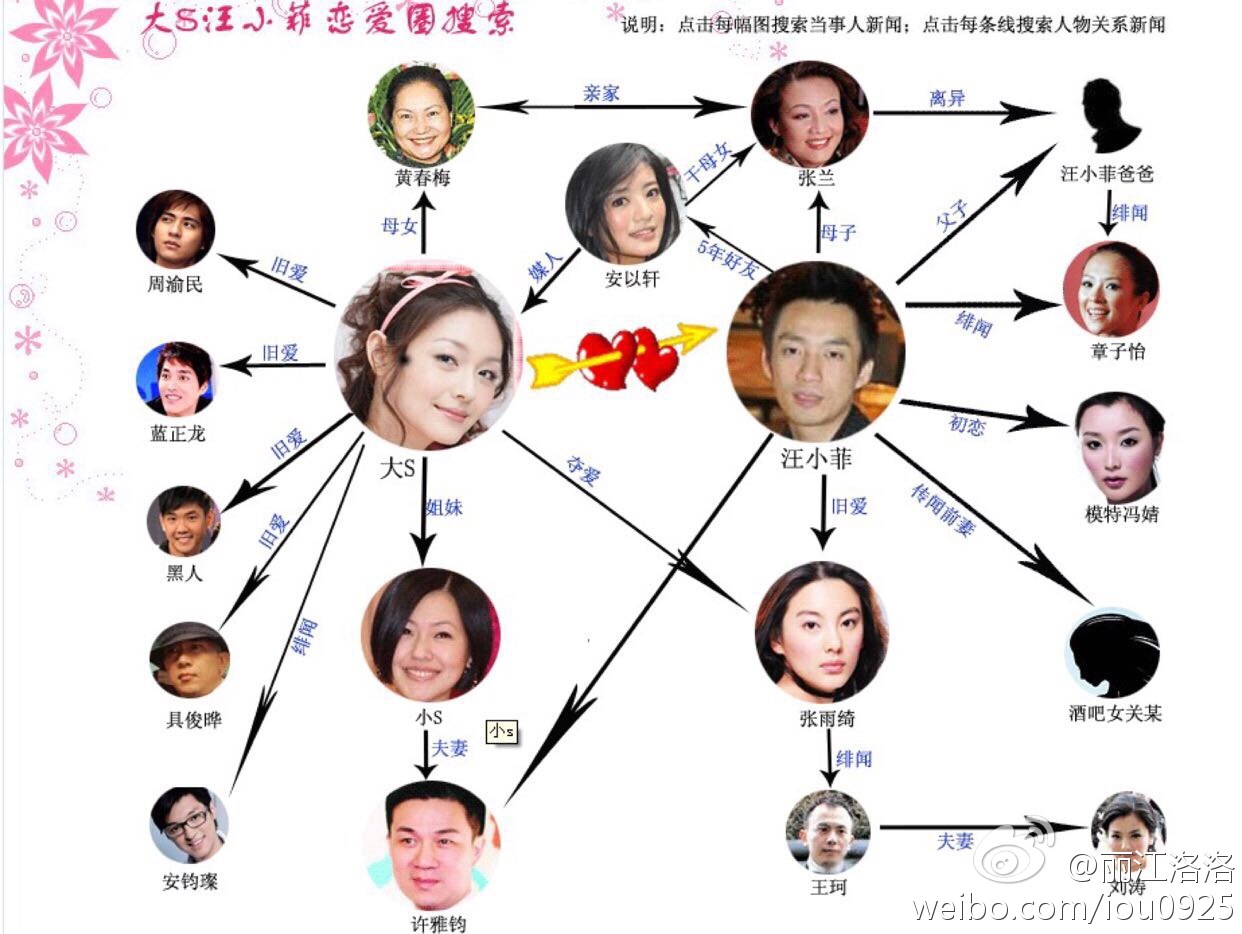 大S汪小菲恋爱圈搜索
说明：点击每幅图搜索当事人新闻；点击每条线搜索人物关系新闻
亲家
离异
黄春梅
张兰
汪小菲爸爸
干母女
母女
母子
父子
绯闻
周渝民
旧爱
媒人
安以轩
5年好友
绯闻
章子怡
旧爱
蓝正龙
初恋
旧爱
大S
汪小菲
夺爱
姐妹
旧爱
传闻前妻
模特冯婧
黑人
旧爱
绯闻
具俊晔
小S
小s
张雨绮
酒吧女关某
夫妻
绯闻
安钧璨
许雅钧
王珂
夫妻
刘涛
@丽江洛洛
weibo.com/lou0925